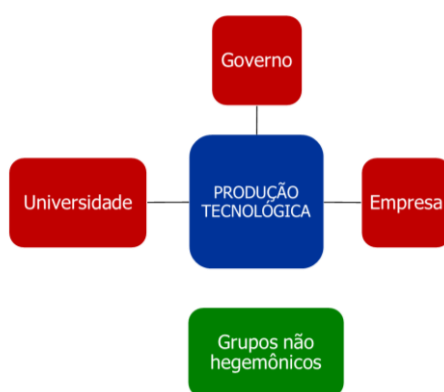 Governo
Universidade
PRODUÇÃO
TECNOLÓGICA
Empresa
Grupos não
hegemônicos